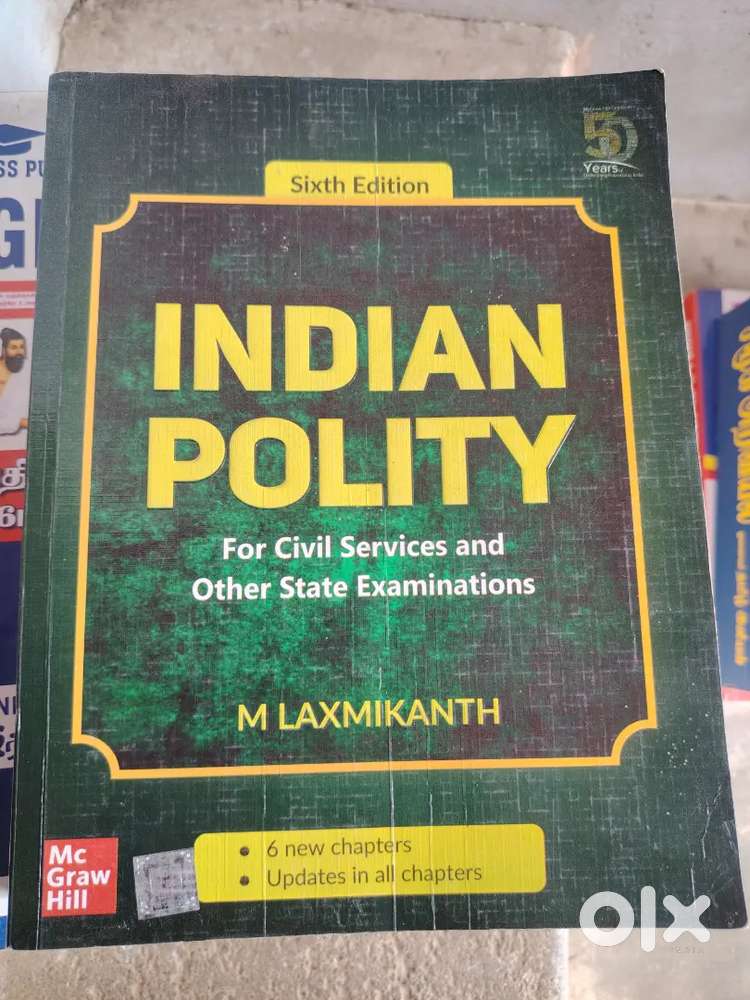 50
Years of
Sixth Edition
INDIAN
POLITY
For Civil Services and
Other State Examinations
M LAXMIKANTH
• 6 new chapters
• Updates in all chapters
Mc
Graw
Hill
olx